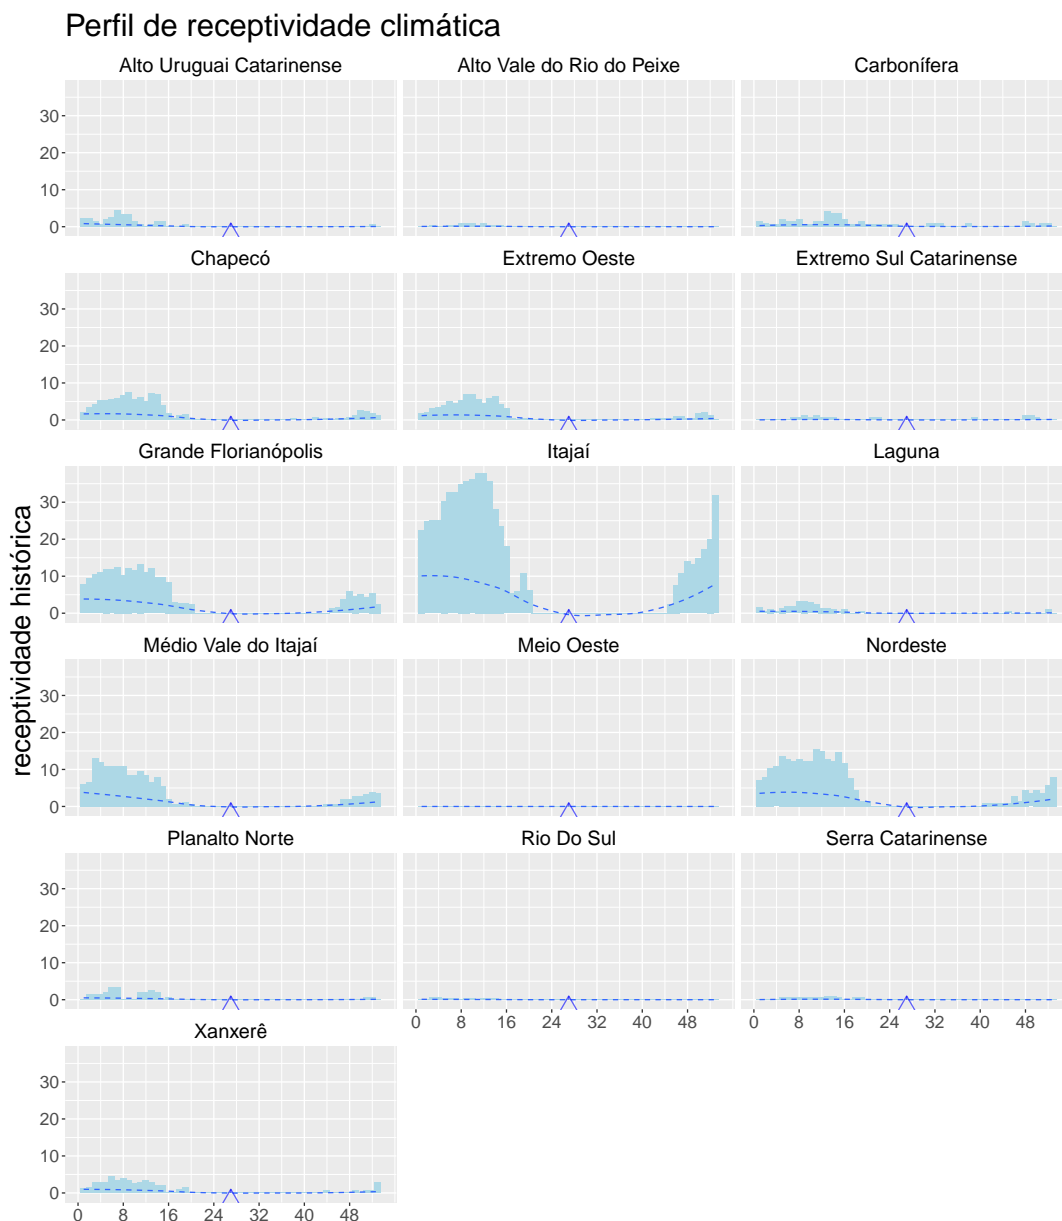 Perfil de receptividade climática
Alto Uruguai Catarinense
Alto Vale do Rio do Peixe
Carbonífera
30
20
10
0
Chapecó
Extremo Oeste
Extremo Sul Catarinense
30
20
10
0
Grande Florianópolis
Itajaí
Laguna
30
20
10
0
receptividade histórica
Médio Vale do Itajaí
Meio Oeste
Nordeste
30
20
10
0
Planalto Norte
Rio Do Sul
Serra Catarinense
30
20
10
0
0 8 16 24 32 40 48
0 8 16 24 32 40 48
Xanxerê
30
20
10
0
0 8 16 24 32 40 48